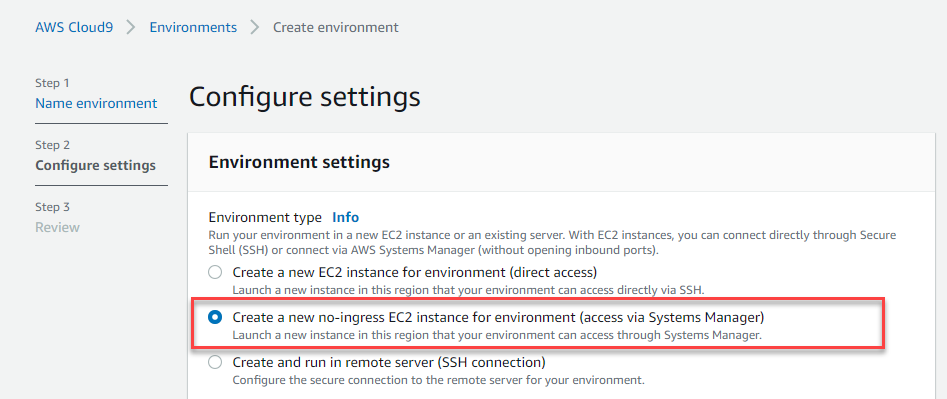 AWS Cloud9 > Environments > Create environment
Step 1
Name environment
Step 2
Configure settings
Step 3
Review
Configure settings
Environment settings
Environment type Info
Run your environment in a new EC2 instance or an existing server. With EC2 instances, you can connect directly through Secure
Shell (SSH) or connect via AWS Systems Manager (without opening inbound ports).
Create a new EC2 instance for environment (direct access)
Launch a new instance in this region that your environment can access directly via SSH.
Create a new no-ingress EC2 instance for environment (access via Systems Manager)
Launch a new instance in this region that your environment can access through Systems Manager.
Create and run in remote server (SSH connection)
Configure the secure connection to the remote server for your environment.